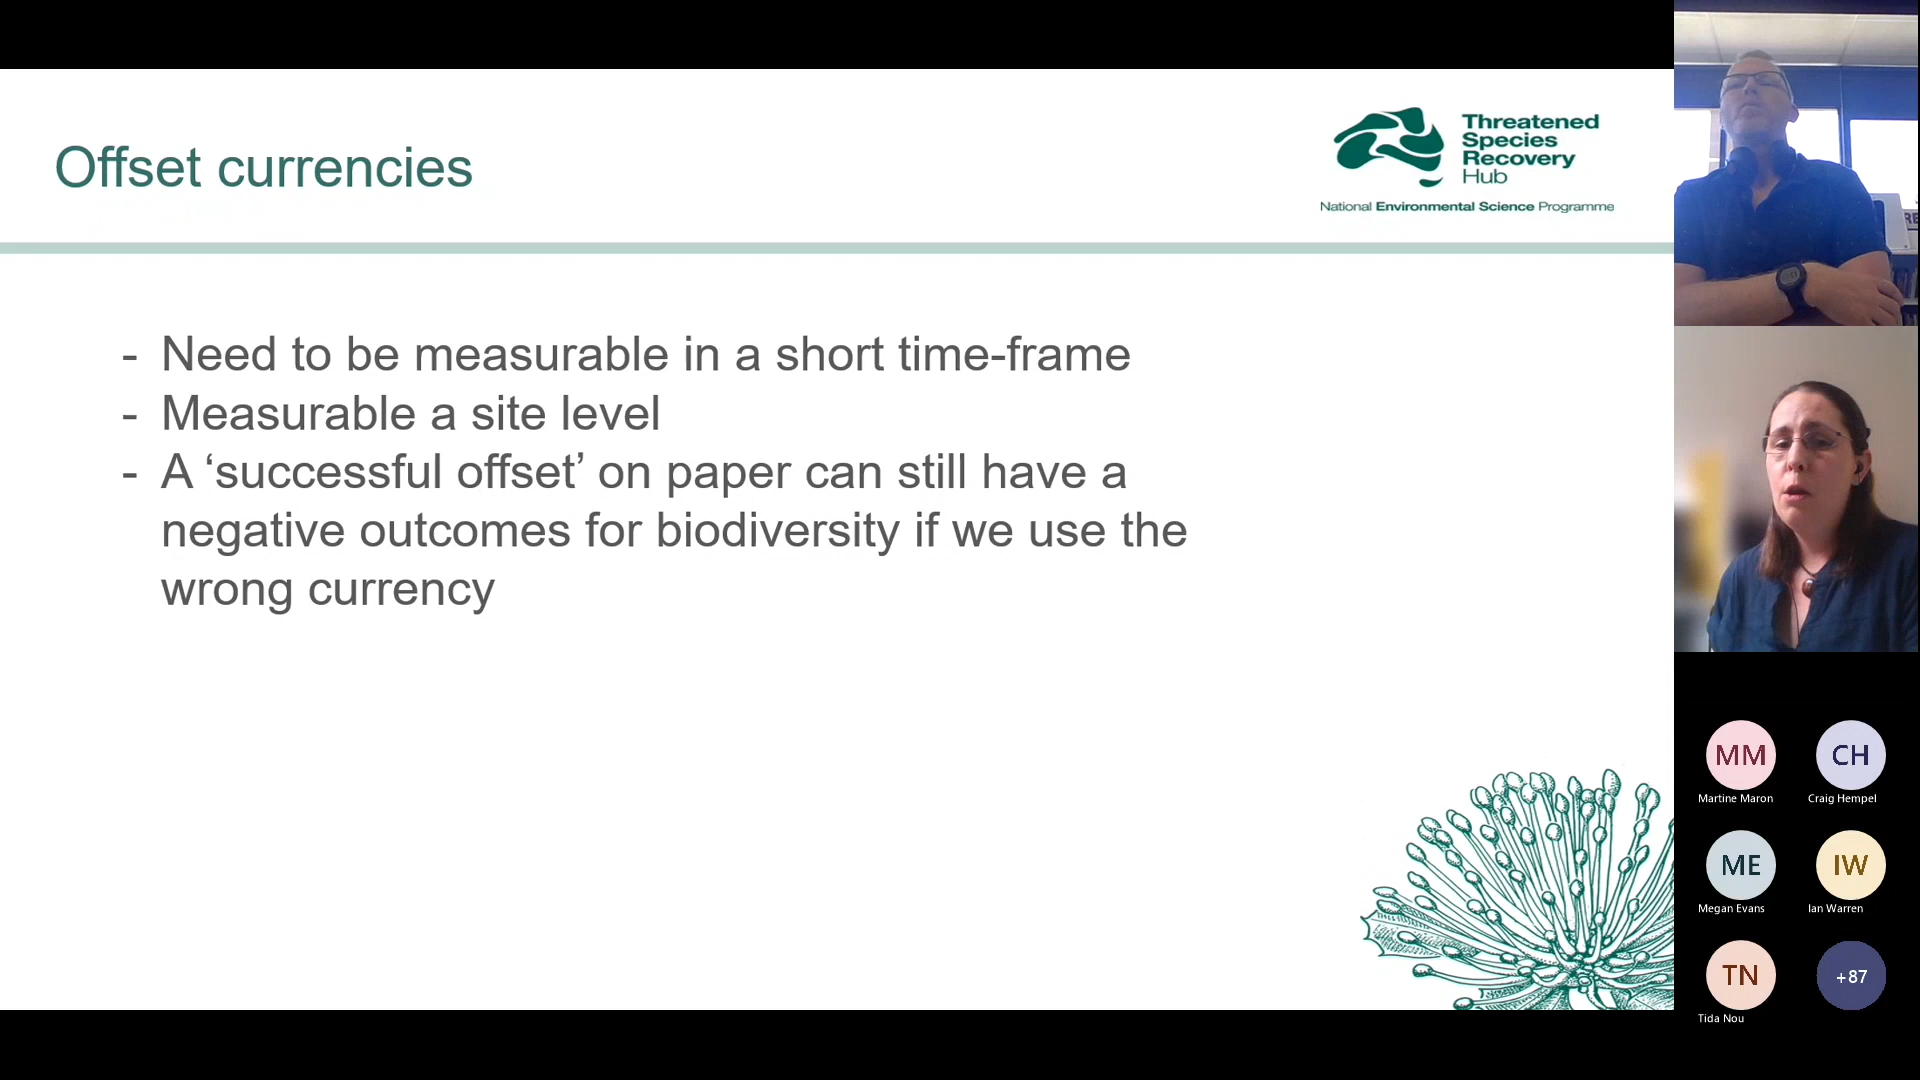 Offset currencies
Threatened
Species
Recovery
Hub
National Environmental Science Programme
- Need to be measurable in a short time-frame
- Measurable a site level
- A ‘successful offset’ on paper can still have a
negative outcomes for biodiversity if we use the
wrong currency
MM
Martine Maron
CH
Craig Hempel
ME
Megan Evans
IW
Ian Warren
TN
Tida Nou
+87